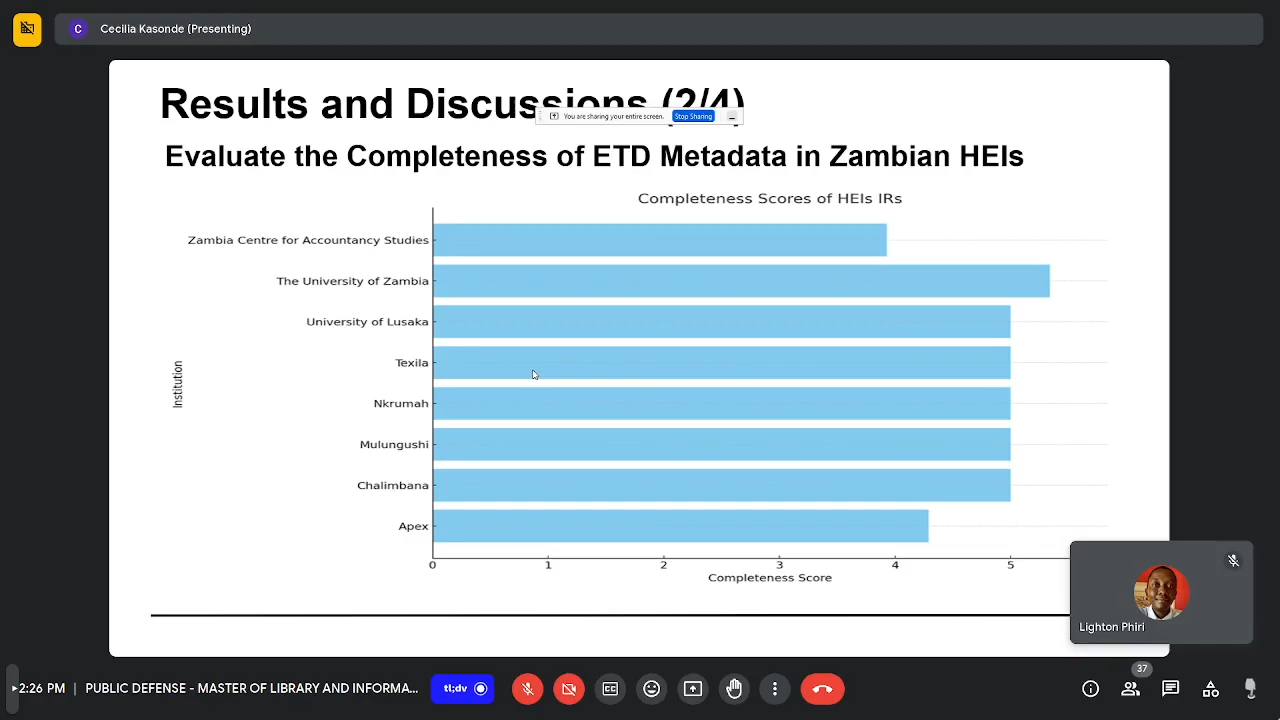 C
Cecilia Kasonde (Presenting)
Results and Discussions (2/4)
You are sharing your entire screen.
Stop Sharing
Evaluate the Completeness of ETD Metadata in Zambian HEIs
Completeness Scores of HEIs IRs
Institution
Zambia Centre for Accountancy Studies
The University of Zambia
University of Lusaka
Texila
Nkrumah
Mulungushi
Chalimbana
Apex
0 1 2 3 4 5
Completeness Score
Lighton Phiri
2:26 PM | PUBLIC DEFENSE - MASTER OF LIBRARY AND INFORMA...
tl;dv
CC
37